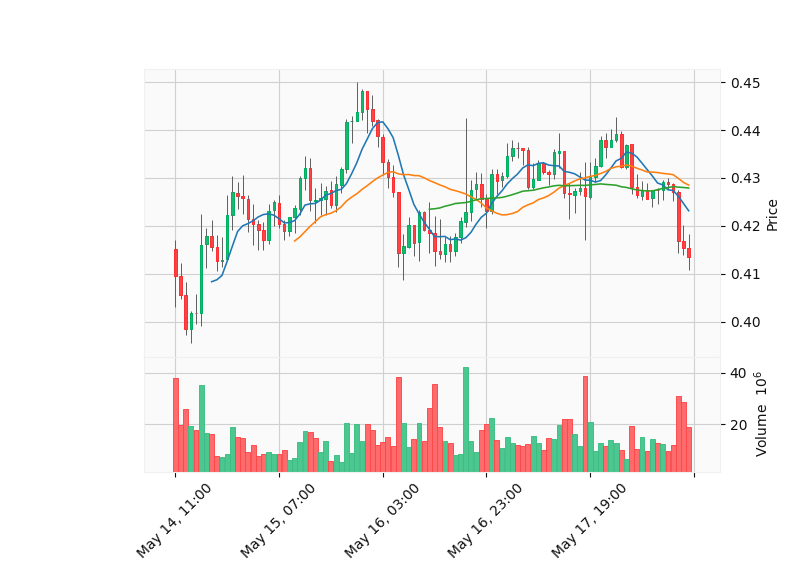 0.45
0.44
0.43
0.42
0.41
0.40
Price
40
20
Volume 10^6
May 14, 11:00
May 15, 07:00
May 16, 03:00
May 16, 23:00
May 17, 19:00